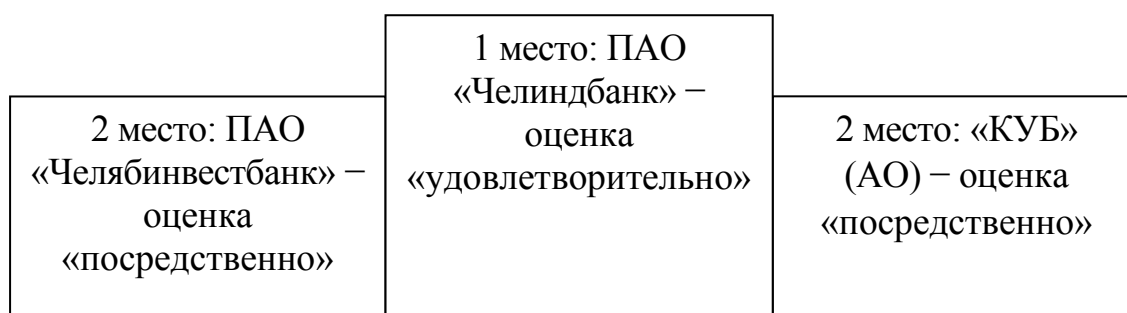 2 место: ПАО
«Челябинвестбанк» −
оценка
«посредственно»
1 место: ПАО
«Челиндбанк» −
оценка
«удовлетворительно»
2 место: «КУБ»
(АО) − оценка
«посредственно»